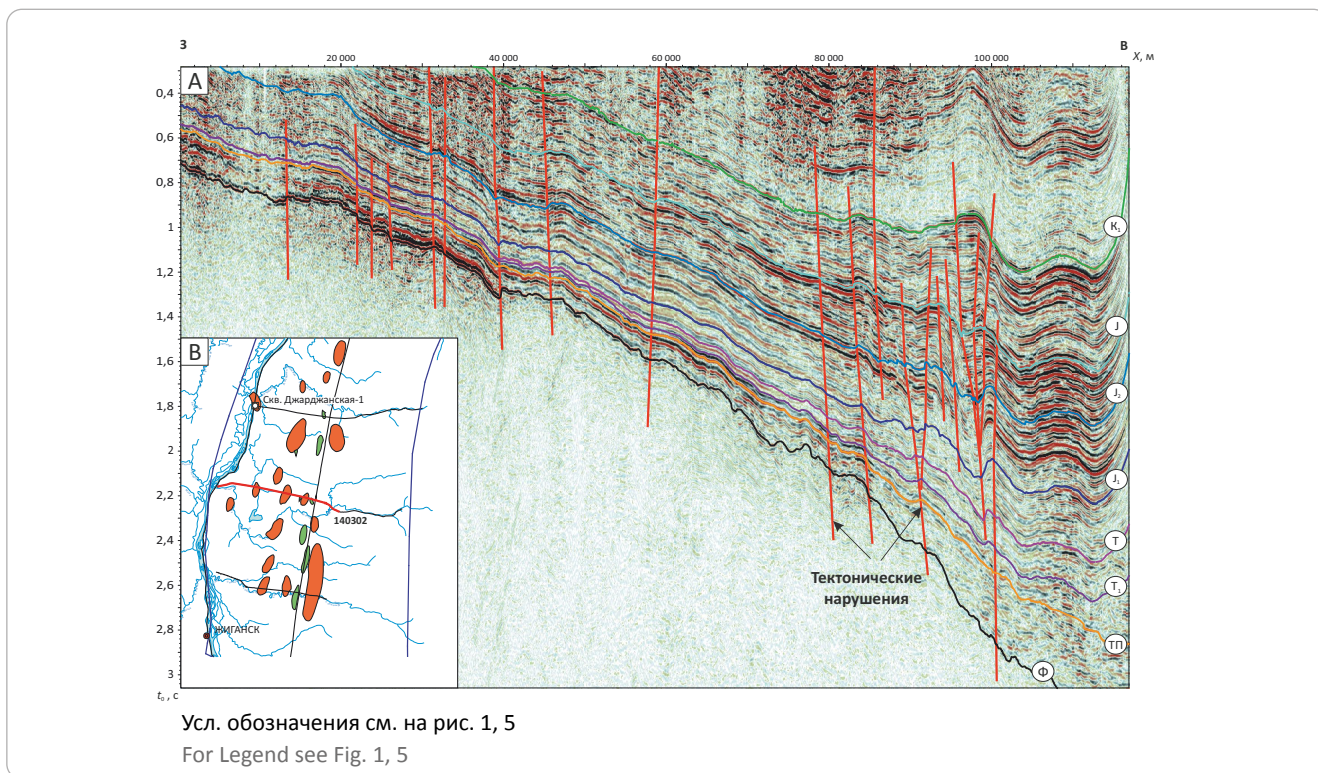 З
В
20 000
40 000
60 000
80 000
100 000
X, м
А
0,4
0,6
0,8
1
1,2
1,4
1,6
1,8
2
2,2
2,4
2,6
2,8
3
t₀ , с
K₁
J
J₂
J₁
Т
Т₁
ТП
Ф
Тектонические
нарушения
В
Скв. Джарджанская-1
140302
ЖИГАНСК
Усл. обозначения см. на рис. 1, 5
For Legend see Fig. 1, 5